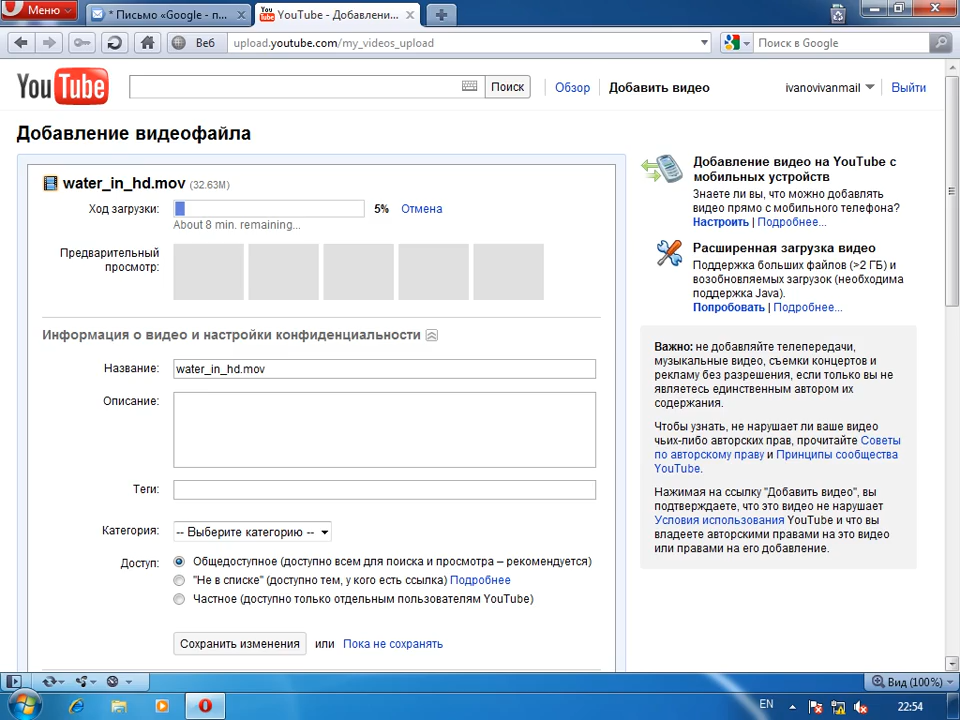 Меню
* Письмо «Google - п...
YouTube - Добавлени...
Веб
upload.youtube.com/my_videos_upload
Поиск в Google
YouTube
Поиск
Обзор
Добавить видео
ivanovivanmail
Выйти
Добавление видеофайла
water_in_hd.mov (32.63M)
Ход загрузки:
5%
Отмена
About 8 min. remaining...
Предварительный
просмотр:
Информация о видео и настройки конфиденциальности
Название:
water_in_hd.mov
Описание:
Теги:
Категория:
-- Выберите категорию --
Доступ:
Общедоступное (доступно всем для поиска и просмотра – рекомендуется)
"Не в списке" (доступно тем, у кого есть ссылка) Подробнее
Частное (доступно только отдельным пользователям YouTube)
Сохранить изменения
или
Пока не сохранять
Добавление видео на YouTube с
мобильных устройств
Знаете ли вы, что можно добавлять
видео прямо с мобильного телефона?
Настроить | Подробнее...
Расширенная загрузка видео
Поддержка больших файлов (>2 ГБ) и
возобновляемых загрузок (необходима
поддержка Java).
Попробовать | Подробнее...
Важно: не добавляйте телепередачи,
музыкальные видео, съемки концертов и
рекламу без разрешения, если только вы не
являетесь единственным автором их
содержания.
Чтобы узнать, не нарушает ли ваше видео
чьих-либо авторских прав, прочитайте Советы
по авторскому праву и Принципы сообщества
YouTube.
Нажимая на ссылку "Добавить видео", вы
подтверждаете, что это видео не нарушает
Условия использования YouTube и что вы
владеете авторскими правами на это видео
или правами на его добавление.
Вид (100%)
EN
22:54